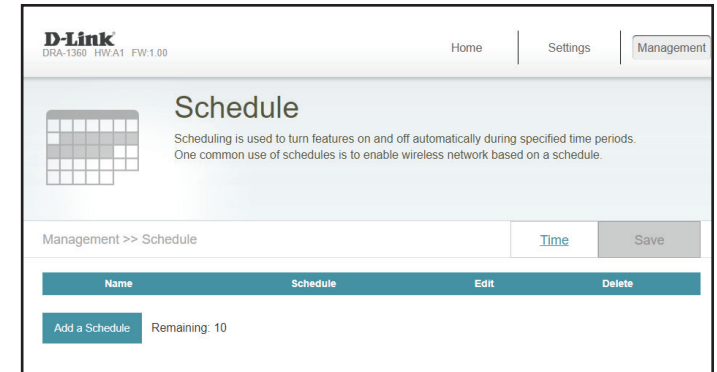 D-Link
DRA-1360 HW:A1 FW:1.00
Home Settings Management
Schedule
Scheduling is used to turn features on and off automatically during specified time periods.
One common use of schedules is to enable wireless network based on a schedule.
Management >> Schedule Time Save
Name Schedule Edit Delete
Add a Schedule Remaining: 10